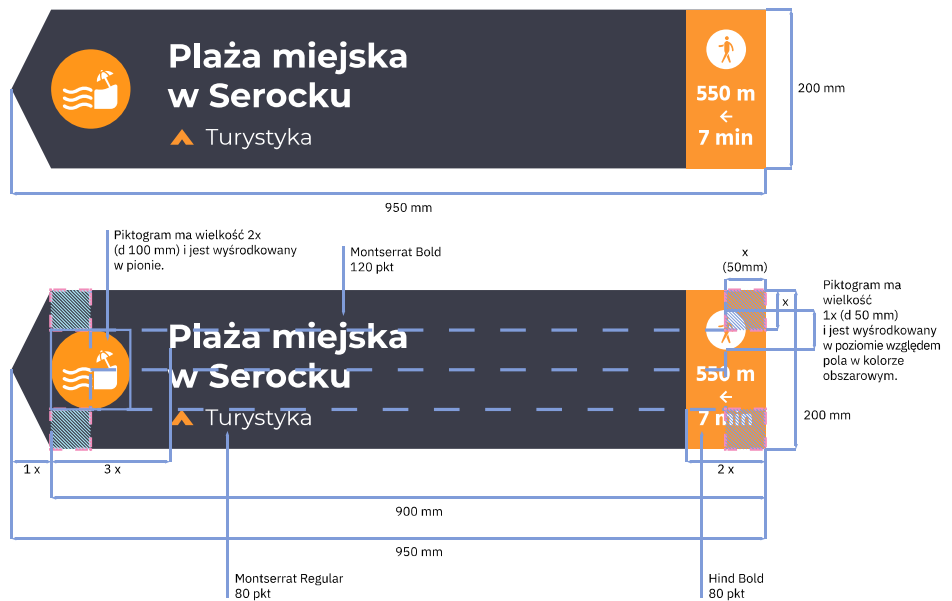 Plaża miejska
w Serocku
Turystyka
550 m
←
7 min
200 mm
950 mm
Piktogram ma wielkość 2x
(d 100 mm) i jest wyśrodkowany
w pionie.
Montserrat Bold
120 pkt
x
(50mm)
x
Piktogram ma
wielkość
1x (d 50 mm)
i jest wyśrodkowany
w poziomie względem
pola w kolorze
obszarowym.
Plaża miejska
w Serocku
Turystyka
550 m
←
7 min
200 mm
1 x
3 x
2 x
900 mm
950 mm
Montserrat Regular
80 pkt
Hind Bold
80 pkt